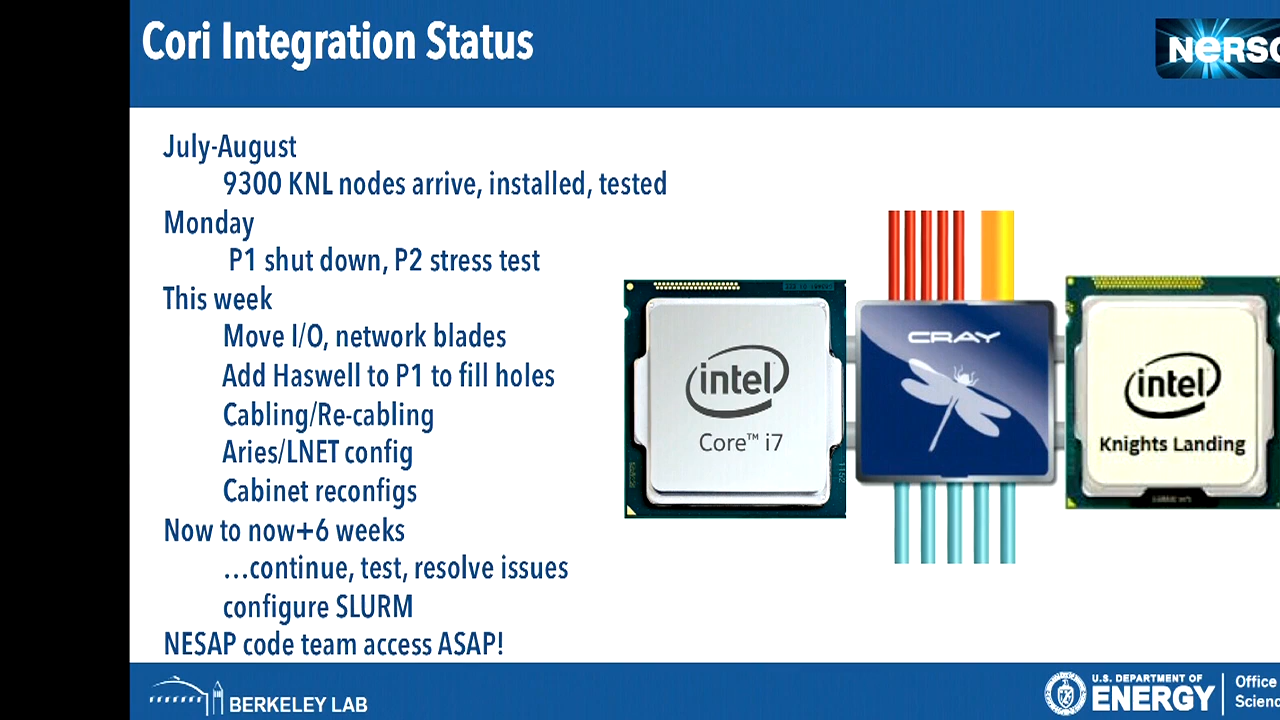 Cori Integration Status
NERSC
July-August
9300 KNL nodes arrive, installed, tested
Monday
P1 shut down, P2 stress test
This week
Move I/O, network blades
Add Haswell to P1 to fill holes
Cabling/Re-cabling
Aries/LNET config
Cabinet reconfigs
Now to now+6 weeks
…continue, test, resolve issues
configure SLURM
NESAP code team access ASAP!
intel
Core™ i7
CRAY
intel
Knights Landing
BERKELEY LAB
U.S. DEPARTMENT OF
ENERGY
Office
Scienc